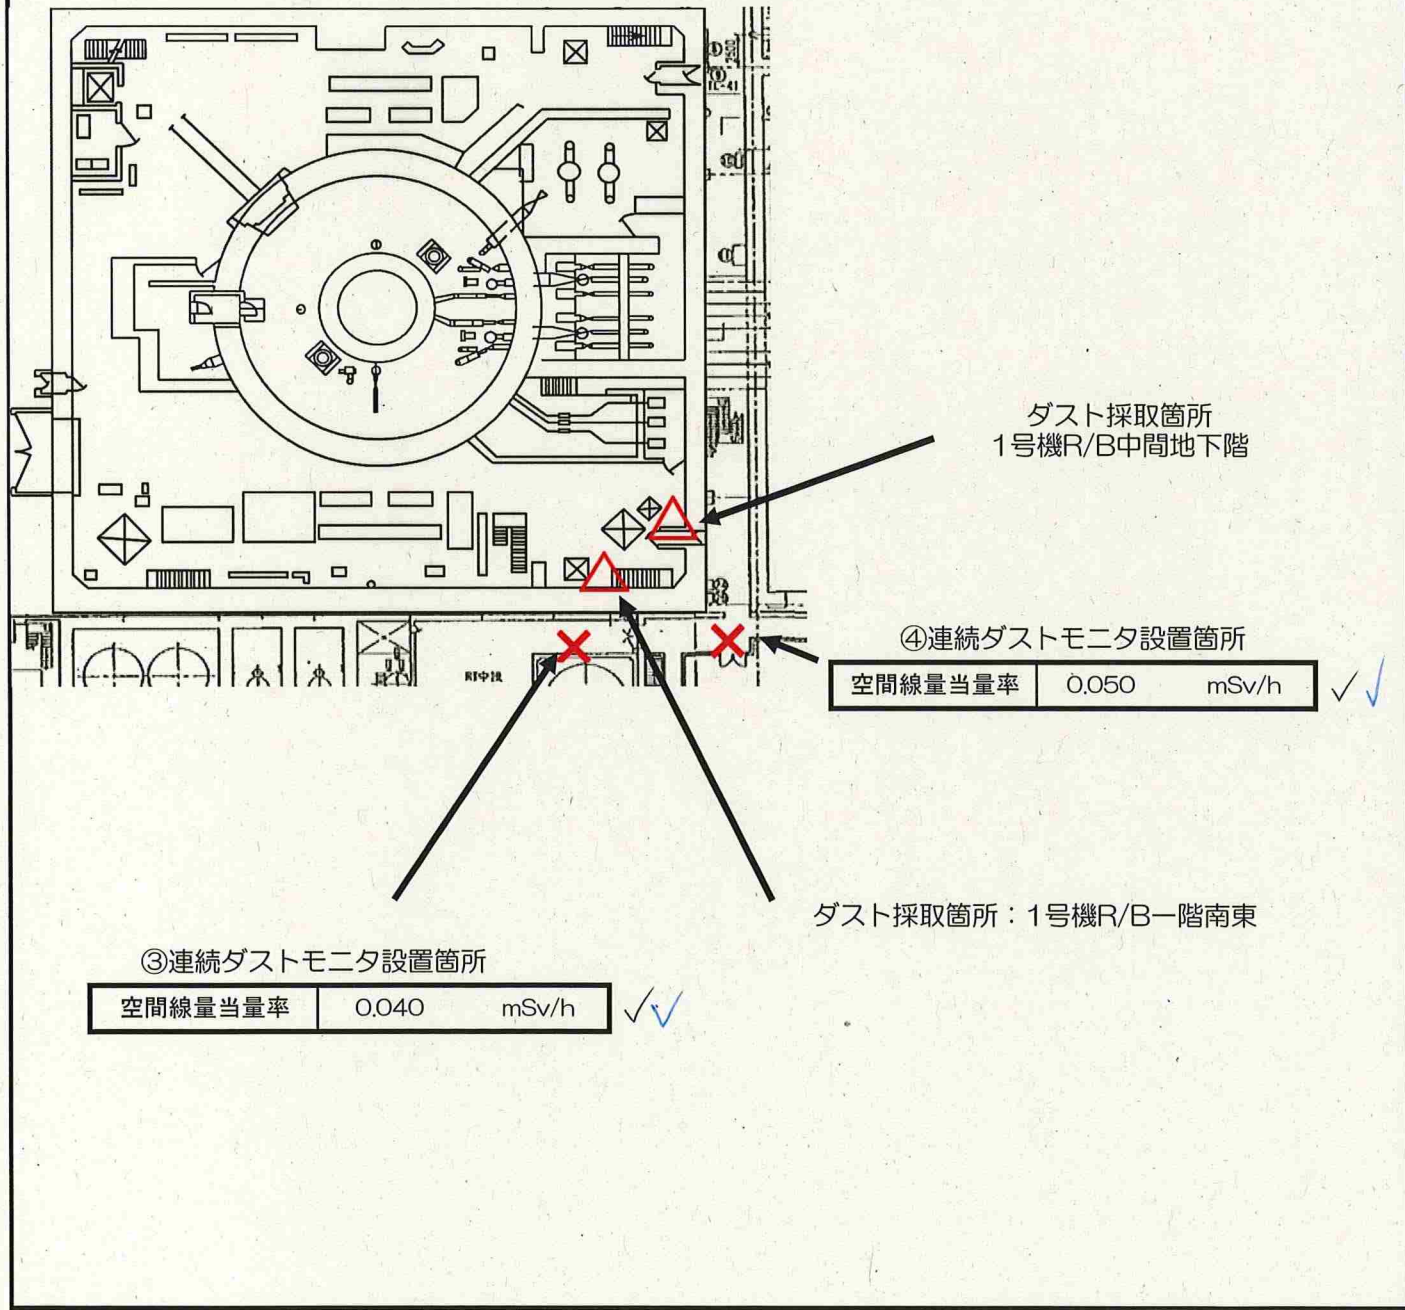 7500
TC-41
ダスト採取箇所
1号機R/B中間地下階
④連続ダストモニタ設置箇所
空間線量当量率 0.050 mSv/h
ダスト採取箇所：1号機R/B一階南東
③連続ダストモニタ設置箇所
空間線量当量率 0.040 mSv/h